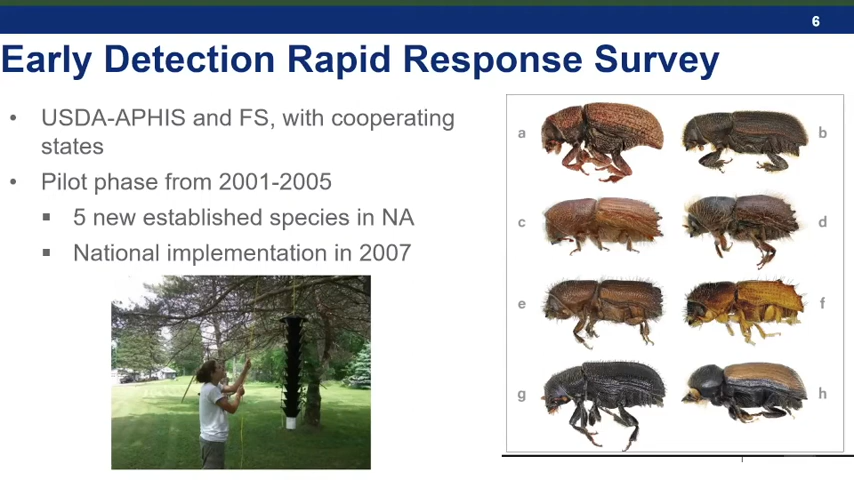 6
Early Detection Rapid Response Survey
• USDA-APHIS and FS, with cooperating
states
• Pilot phase from 2001-2005
▪ 5 new established species in NA
▪ National implementation in 2007
a b
c d
e f
g h